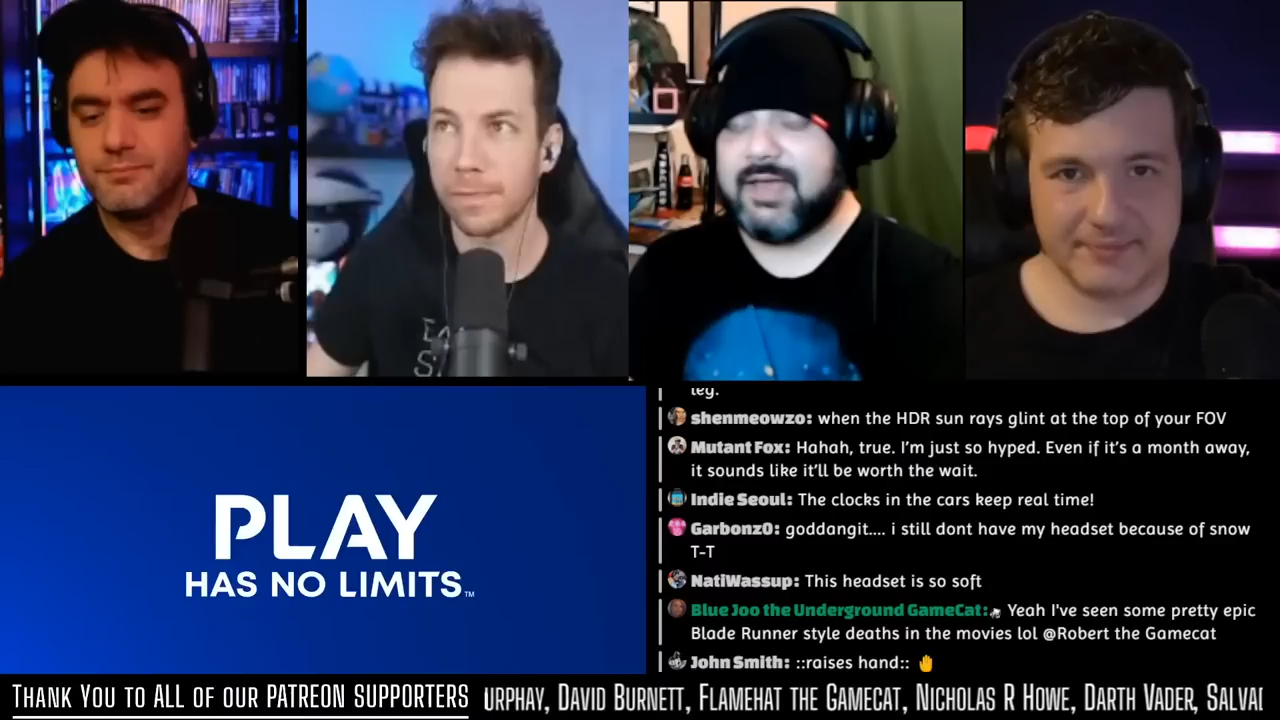 PLAY
HAS NO LIMITS™
ley.
shenmeowzo: when the HDR sun rays glint at the top of your FOV
Mutant Fox: Hahah, true. I'm just so hyped. Even if it's a month away,
it sounds like it'll be worth the wait.
Indie Seoul: The clocks in the cars keep real time!
Garbonz0: goddangit.... i still dont have my headset because of snow
T-T
NatiWassup: This headset is so soft
Blue Joo the Underground GameCat: Yeah I've seen some pretty epic
Blade Runner style deaths in the movies lol @Robert the Gamecat
John Smith: ::raises hand:: 🤚
THANK YOU TO ALL OF OUR PATREON SUPPORTERS
URPHAY, DAVID BURNETT, FLAMEHAT THE GAMECAT, NICHOLAS R HOWE, DARTH VADER, SALVAD